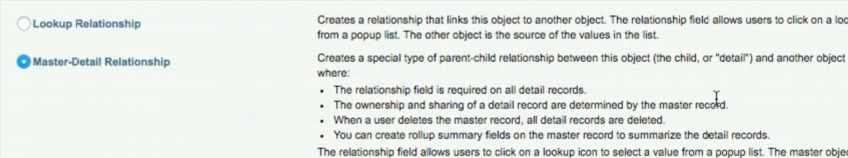 Lookup Relationship
Creates a relationship that links this object to another object. The relationship field allows users to click on a
from a popup list. The other object is the source of the values in the list.
Master-Detail Relationship
Creates a special type of parent-child relationship between this object (the child, or "detail") and another object
where:
• The relationship field is required on all detail records.
• The ownership and sharing of a detail record are determined by the master record.
• When a user deletes the master record, all detail records are deleted.
• You can create rollup summary fields on the master record to summarize the detail records.
The relationship field allows users to click on a lookup icon to select a value from a popup list. The master